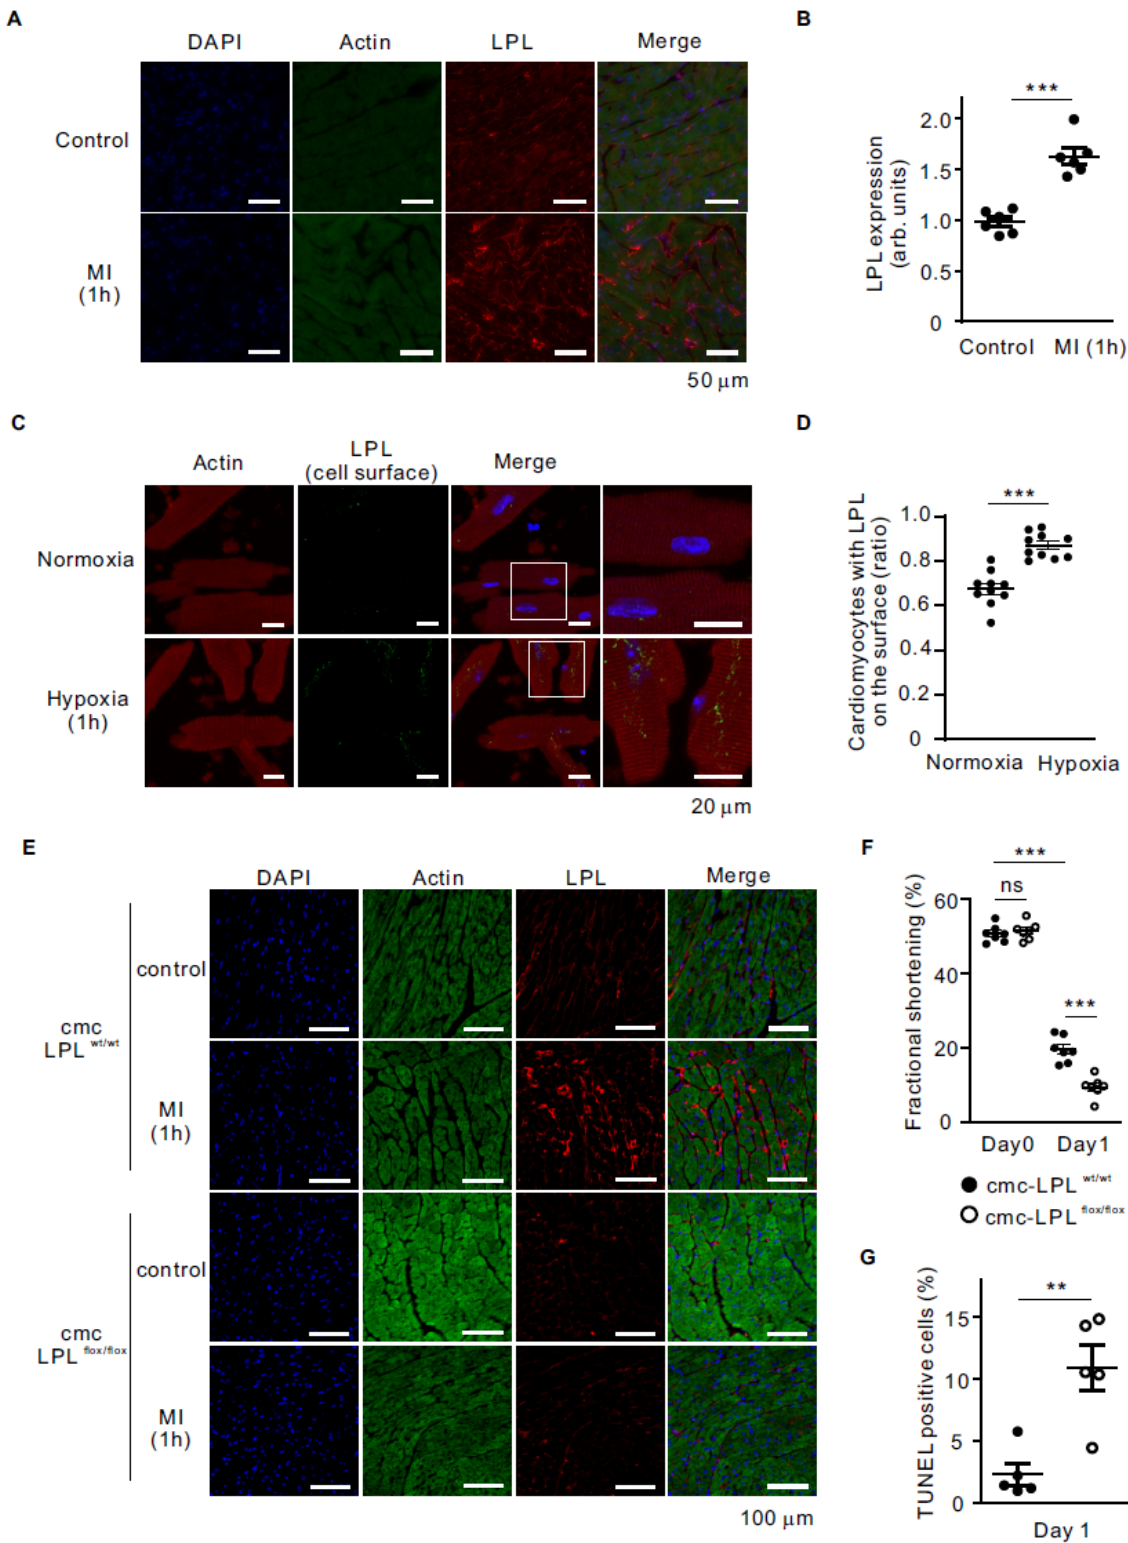 A
DAPI
Actin
LPL
Merge
Control
MI
(1h)
50 μm
B
***
LPL expression
(arb. units)
2.0
1.5
1.0
0.5
0
Control
MI (1h)
C
Actin
LPL
(cell surface)
Merge
Normoxia
Hypoxia
(1h)
20 μm
D
***
Cardiomyocytes with LPL
on the surface (ratio)
1.0
0.8
0.6
0.4
0.2
0
Normoxia
Hypoxia
E
DAPI
Actin
LPL
Merge
cmc
LPL wt/wt
control
MI
(1h)
cmc
LPL flox/flox
control
MI
(1h)
100 μm
F
***
ns
***
Fractional shortening (%)
60
40
20
0
Day0
Day1
cmc-LPL wt/wt
cmc-LPL flox/flox
G
**
TUNEL positive cells (%)
15
10
5
0
Day 1